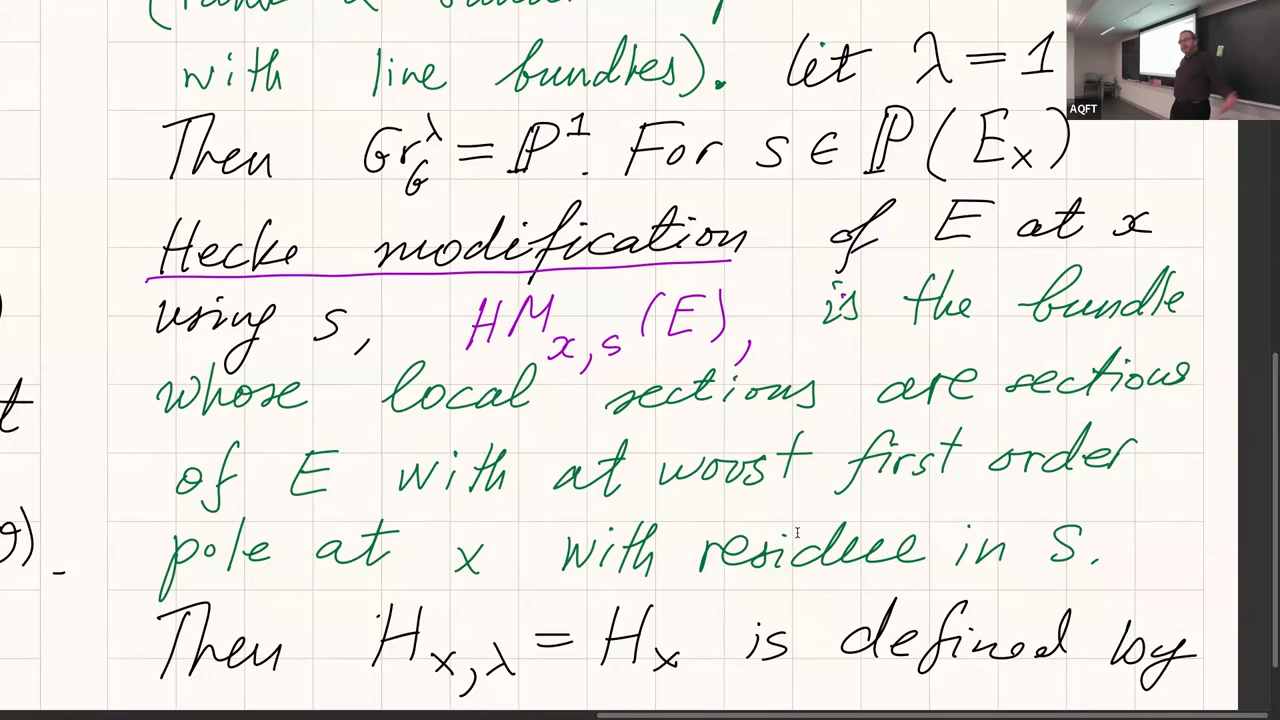 with line bundles). let λ = 1
AQFT
Then Gr_G^λ = ℙ^1. For s ∈ ℙ(E_x)
Hecke modification of E at x
using s, HM_{x,s}(E), is the bundle
whose local sections are sections
t
of E with at worst first order
pole at x with residue in s.
Then H_{x,λ} = H_x is defined by